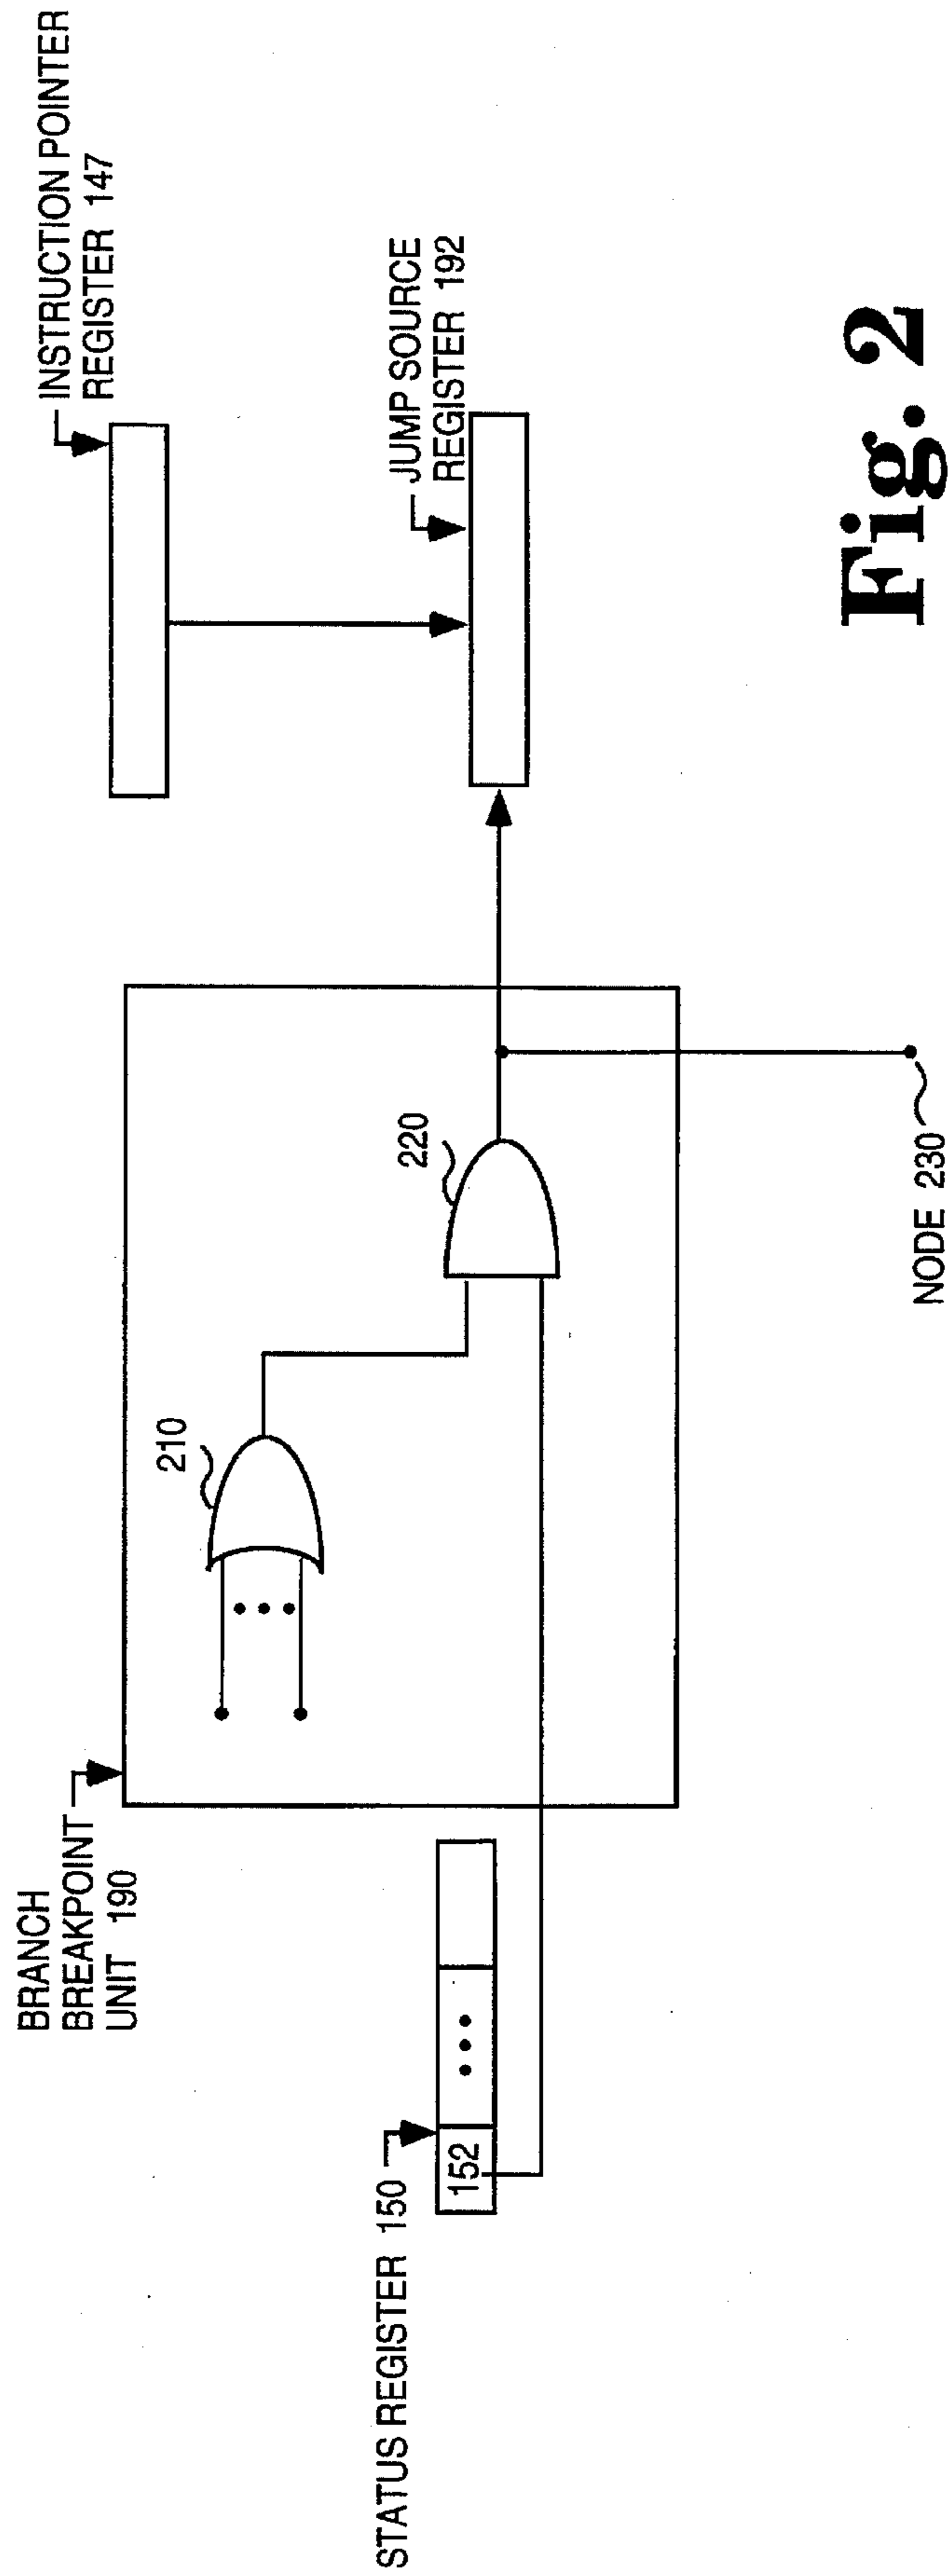 BRANCH
BREAKPOINT
UNIT 190
INSTRUCTION POINTER
REGISTER 147
210
220
STATUS REGISTER 150
152
JUMP SOURCE
REGISTER 192
NODE 230
Fig. 2